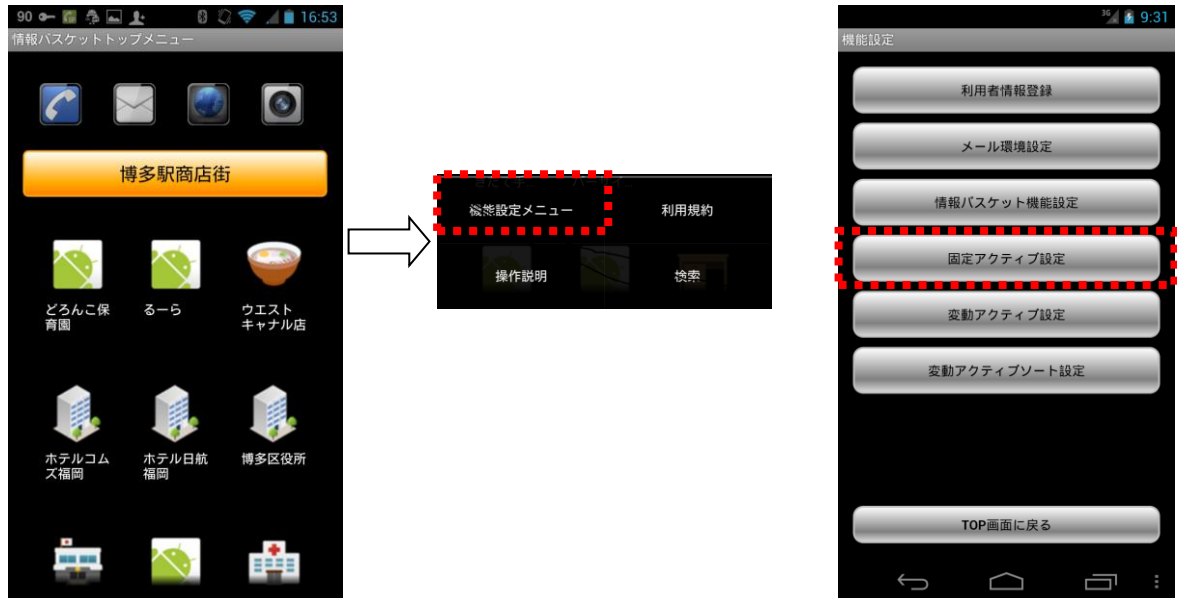 90 16:53
情報バスケットトップメニュー
博多駅商店街
どろんこ保
育園
るーら
ウエスト
キャナル店
ホテルコム
ズ福岡
ホテル日航
福岡
博多区役所
機能設定メニュー
利用規約
操作説明
検索
3G 9:31
機能設定
利用者情報登録
メール環境設定
情報バスケット機能設定
固定アクティブ設定
変動アクティブ設定
変動アクティブソート設定
TOP画面に戻る